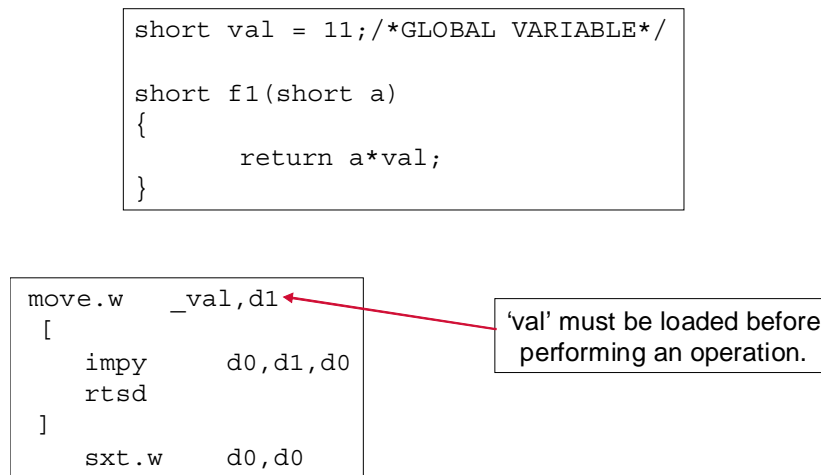 short val = 11;/*GLOBAL VARIABLE*/
short f1(short a)
{
return a*val;
}
move.w _val,d1
[
impy d0,d1,d0
rtsd
]
sxt.w d0,d0
‘val’ must be loaded before
performing an operation.